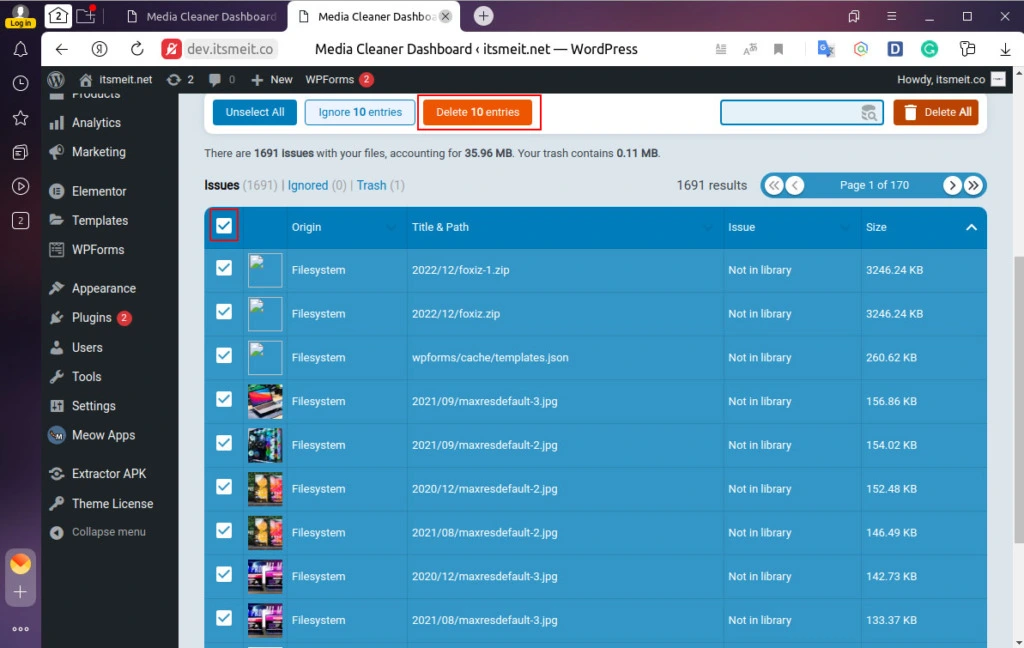 Log in
2
Media Cleaner Dashboard
Media Cleaner Dashbo
dev.itsmeit.co
Media Cleaner Dashboard ‹ itsmeit.net — WordPress
itsmeit.net
2
0
New
WPForms 2
Howdy, itsmeit.co
Products
Analytics
Marketing
Elementor
Templates
WPForms
Appearance
Plugins 2
Users
Tools
Settings
Meow Apps
Extractor APK
Theme License
Collapse menu
2
Unselect All
Ignore 10 entries
Delete 10 entries
Delete All
There are 1691 issues with your files, accounting for 35.96 MB. Your trash contains 0.11 MB.
Issues (1691) | Ignored (0) | Trash (1)
1691 results
Page 1 of 170
Origin Title & Path Issue Size
Filesystem 2022/12/foxiz-1.zip Not in library 3246.24 KB
Filesystem 2022/12/foxiz.zip Not in library 3246.24 KB
Filesystem wpforms/cache/templates.json Not in library 260.62 KB
Filesystem 2021/09/maxresdefault-3.jpg Not in library 156.86 KB
Filesystem 2021/09/maxresdefault-2.jpg Not in library 154.02 KB
Filesystem 2020/12/maxresdefault-2.jpg Not in library 152.48 KB
Filesystem 2021/08/maxresdefault-2.jpg Not in library 146.49 KB
Filesystem 2020/12/maxresdefault-3.jpg Not in library 142.73 KB
Filesystem 2021/08/maxresdefault-3.jpg Not in library 133.37 KB